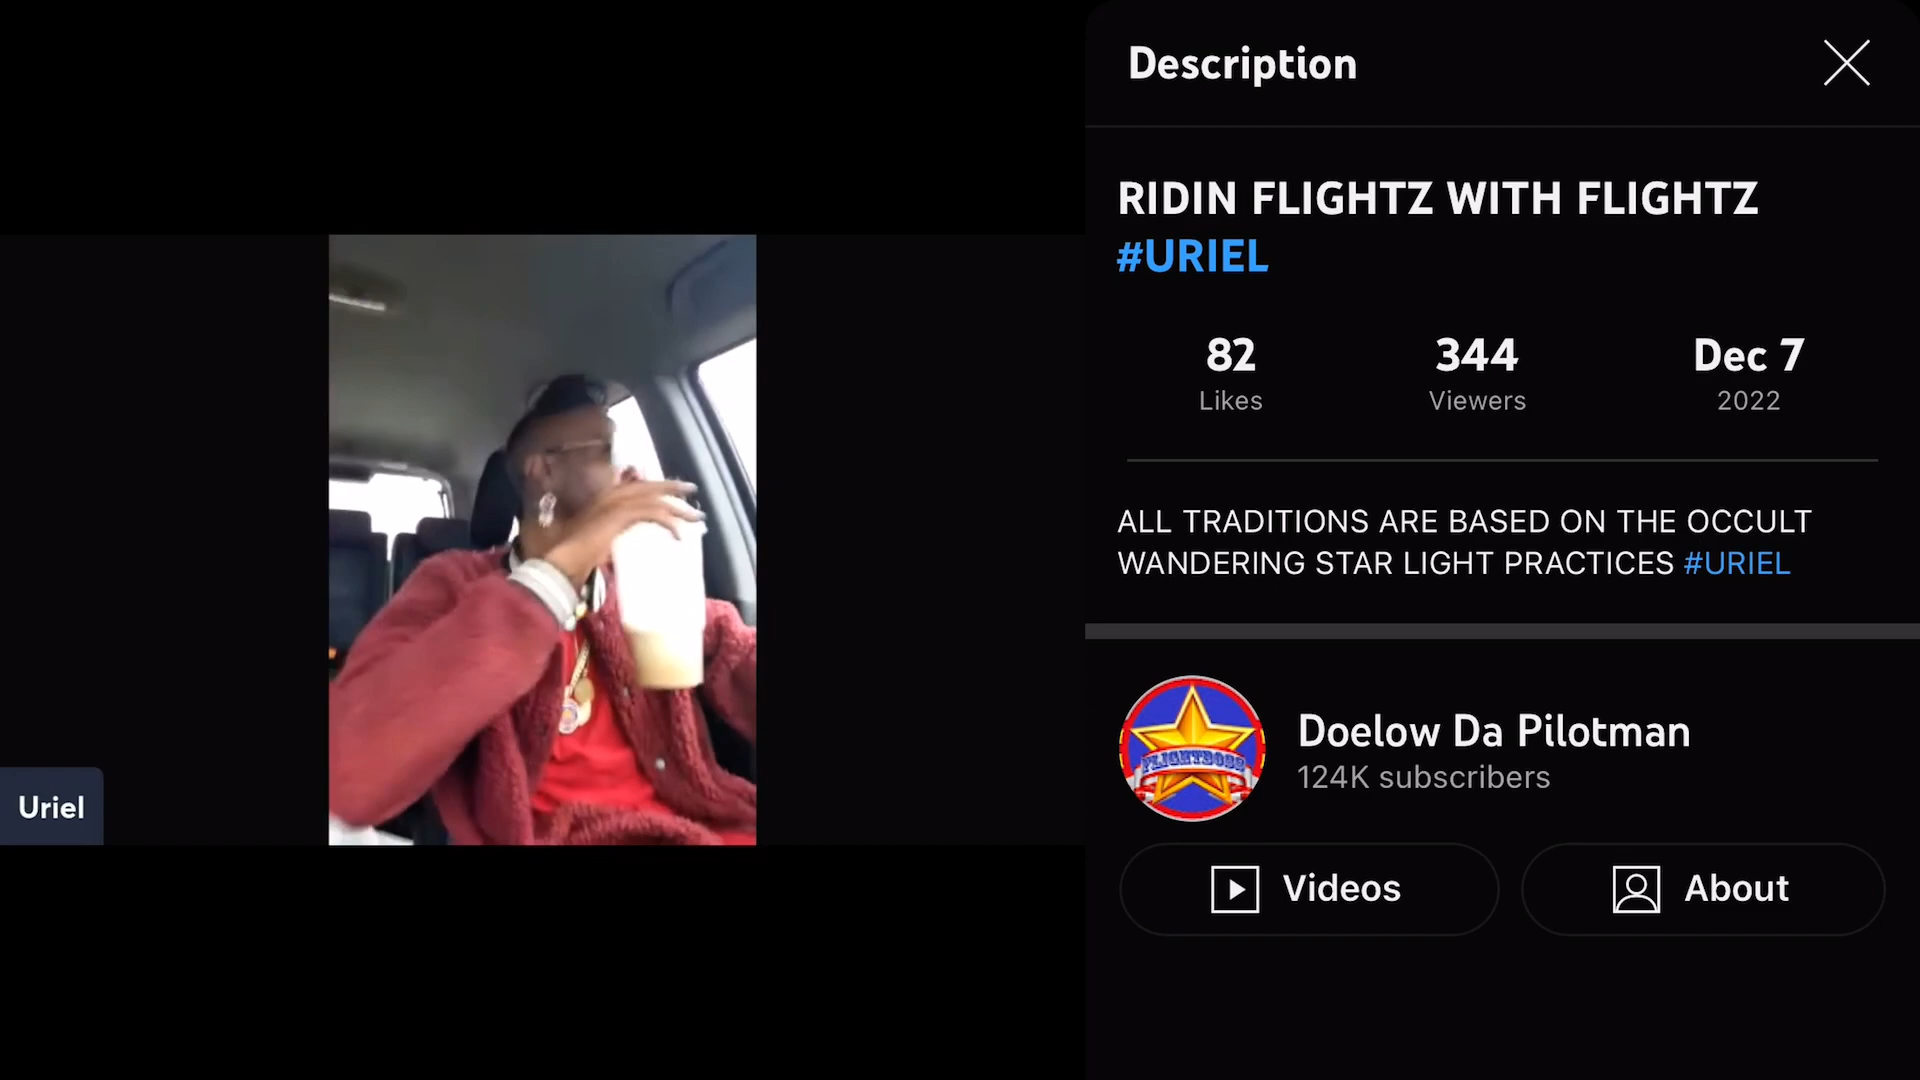 Description
RIDIN FLIGHTZ WITH FLIGHTZ
#URIEL
82
344
Dec 7
Likes
Viewers
2022
ALL TRADITIONS ARE BASED ON THE OCCULT
WANDERING STAR LIGHT PRACTICES #URIEL
FLIGHTBOSS
Doelow Da Pilotman
124K subscribers
Uriel
Videos
About